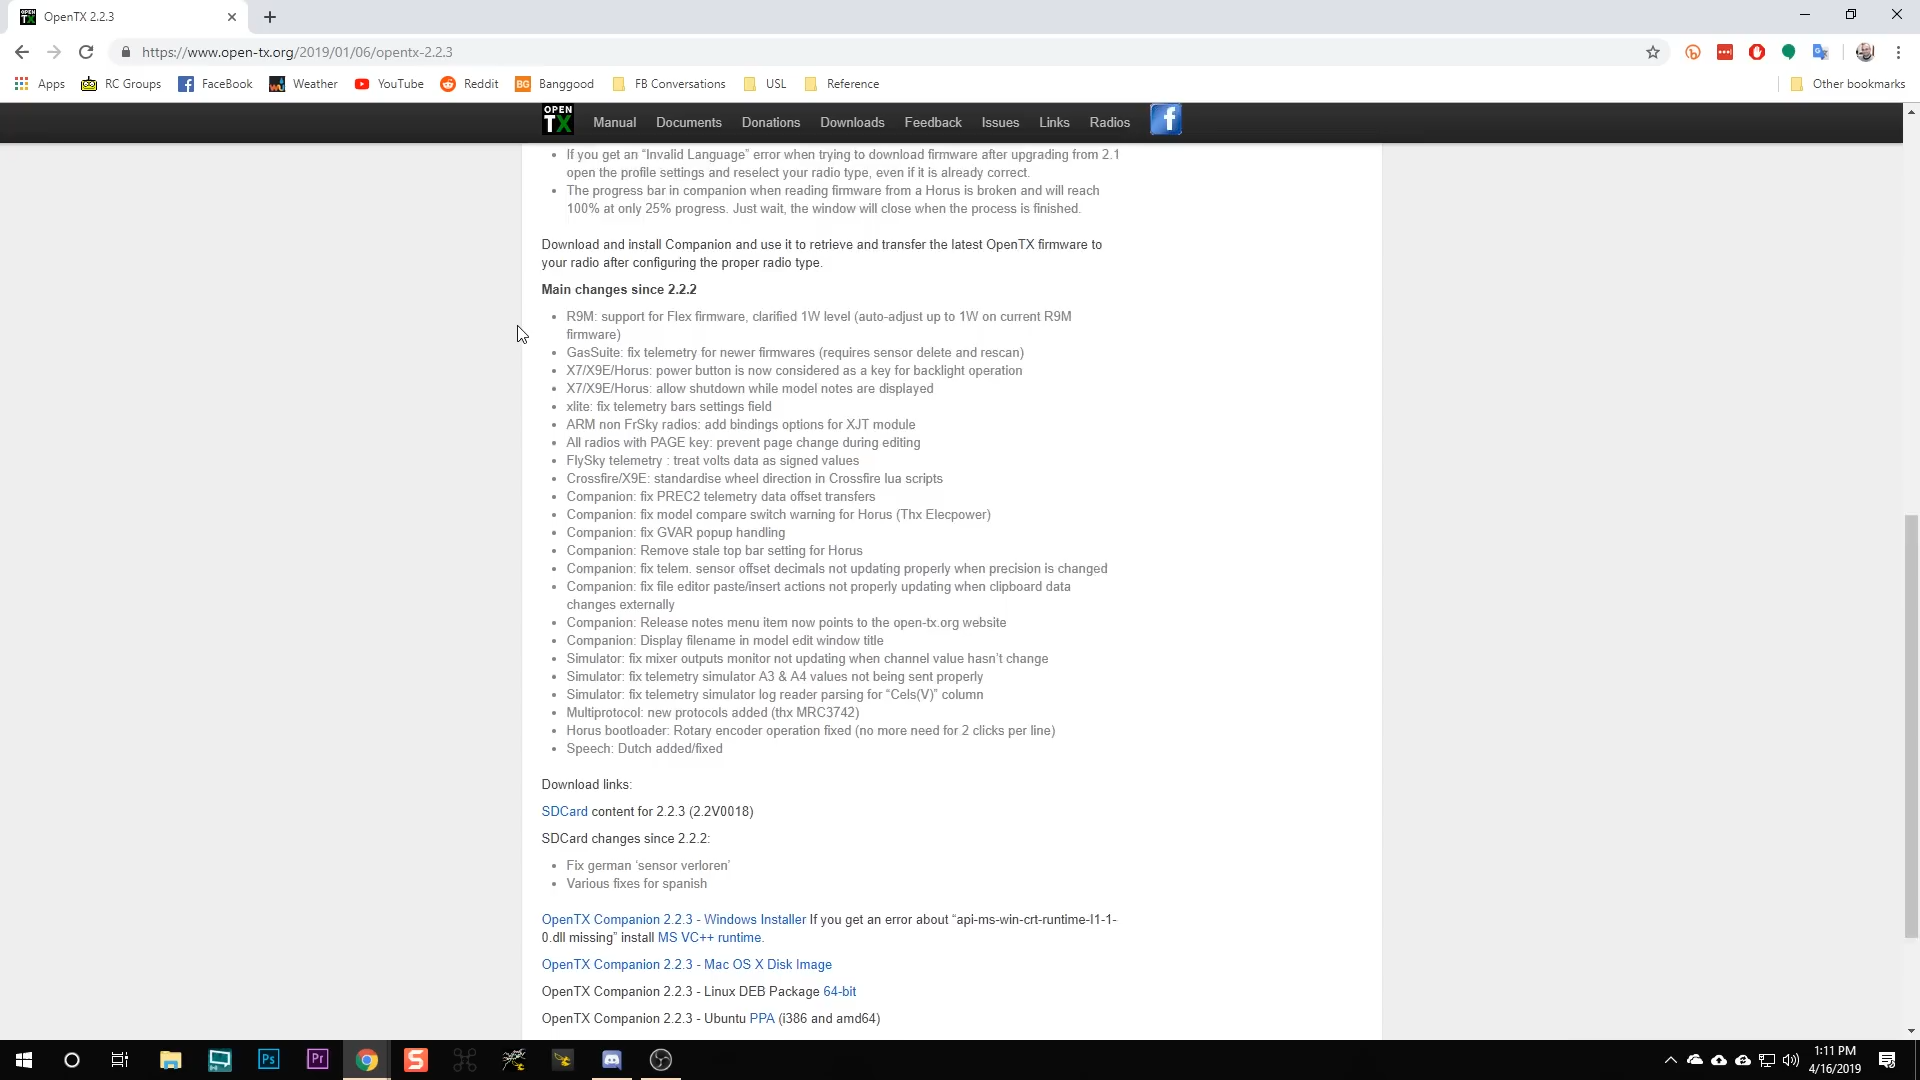 OpenTX 2.2.3
https://www.open-tx.org/2019/01/06/opentx-2.2.3
Apps
RC Groups
FaceBook
Weather
YouTube
Reddit
BG
Banggood
FB Conversations
USL
Reference
Other bookmarks
OPEN
TX
Manual
Documents
Donations
Downloads
Feedback
Issues
Links
Radios
If you get an “Invalid Language” error when trying to download firmware after upgrading from 2.1
open the profile settings and reselect your radio type, even if it is already correct.
The progress bar in companion when reading firmware from a Horus is broken and will reach
100% at only 25% progress. Just wait, the window will close when the process is finished.
Download and install Companion and use it to retrieve and transfer the latest OpenTX firmware to
your radio after configuring the proper radio type.
Main changes since 2.2.2
R9M: support for Flex firmware, clarified 1W level (auto-adjust up to 1W on current R9M
firmware)
GasSuite: fix telemetry for newer firmwares (requires sensor delete and rescan)
X7/X9E/Horus: power button is now considered as a key for backlight operation
X7/X9E/Horus: allow shutdown while model notes are displayed
xlite: fix telemetry bars settings field
ARM non FrSky radios: add bindings options for XJT module
All radios with PAGE key: prevent page change during editing
FlySky telemetry : treat volts data as signed values
Crossfire/X9E: standardise wheel direction in Crossfire lua scripts
Companion: fix PREC2 telemetry data offset transfers
Companion: fix model compare switch warning for Horus (Thx Elecpower)
Companion: fix GVAR popup handling
Companion: Remove stale top bar setting for Horus
Companion: fix telem. sensor offset decimals not updating properly when precision is changed
Companion: fix file editor paste/insert actions not properly updating when clipboard data
changes externally
Companion: Release notes menu item now points to the open-tx.org website
Companion: Display filename in model edit window title
Simulator: fix mixer outputs monitor not updating when channel value hasn’t change
Simulator: fix telemetry simulator A3 & A4 values not being sent properly
Simulator: fix telemetry simulator log reader parsing for “Cels(V)” column
Multiprotocol: new protocols added (thx MRC3742)
Horus bootloader: Rotary encoder operation fixed (no more need for 2 clicks per line)
Speech: Dutch added/fixed
Download links:
SDCard content for 2.2.3 (2.2V0018)
SDCard changes since 2.2.2:
Fix german ‘sensor verloren’
Various fixes for spanish
OpenTX Companion 2.2.3 - Windows Installer If you get an error about “api-ms-win-crt-runtime-l1-1-
0.dll missing” install MS VC++ runtime.
OpenTX Companion 2.2.3 - Mac OS X Disk Image
OpenTX Companion 2.2.3 - Linux DEB Package 64-bit
OpenTX Companion 2.2.3 - Ubuntu PPA (i386 and amd64)
Ps
Pr
S
1:11 PM
4/16/2019